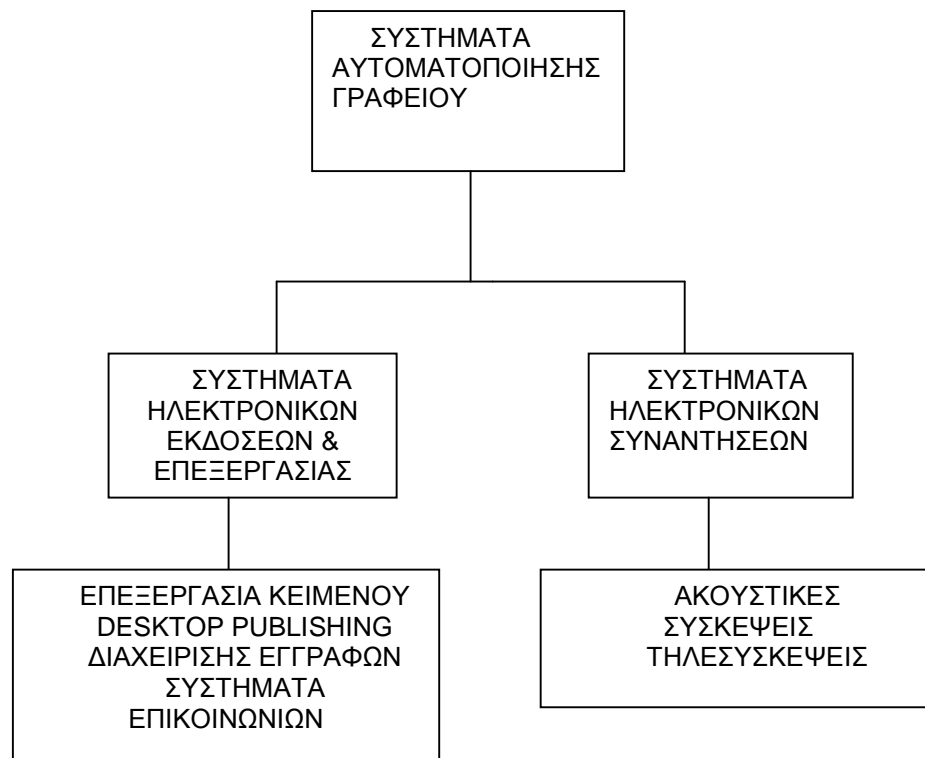 ΣΥΣΤΗΜΑΤΑ
ΑΥΤΟΜΑΤΟΠΟΙΗΣΗΣ
ΓΡΑΦΕΙΟΥ
ΣΥΣΤΗΜΑΤΑ
ΗΛΕΚΤΡΟΝΙΚΩΝ
ΕΚΔΟΣΕΩΝ &
ΕΠΕΞΕΡΓΑΣΙΑΣ
ΣΥΣΤΗΜΑΤΑ
ΗΛΕΚΤΡΟΝΙΚΩΝ
ΣΥΝΑΝΤΗΣΕΩΝ
ΕΠΕΞΕΡΓΑΣΙΑ ΚΕΙΜΕΝΟΥ
DESKTOP PUBLISHING
ΔΙΑΧΕΙΡΙΣΗΣ ΕΓΓΡΑΦΩΝ
ΣΥΣΤΗΜΑΤΑ
ΕΠΙΚΟΙΝΩΝΙΩΝ
ΑΚΟΥΣΤΙΚΕΣ
ΣΥΣΚΕΨΕΙΣ
ΤΗΛΕΣΥΣΚΕΨΕΙΣ